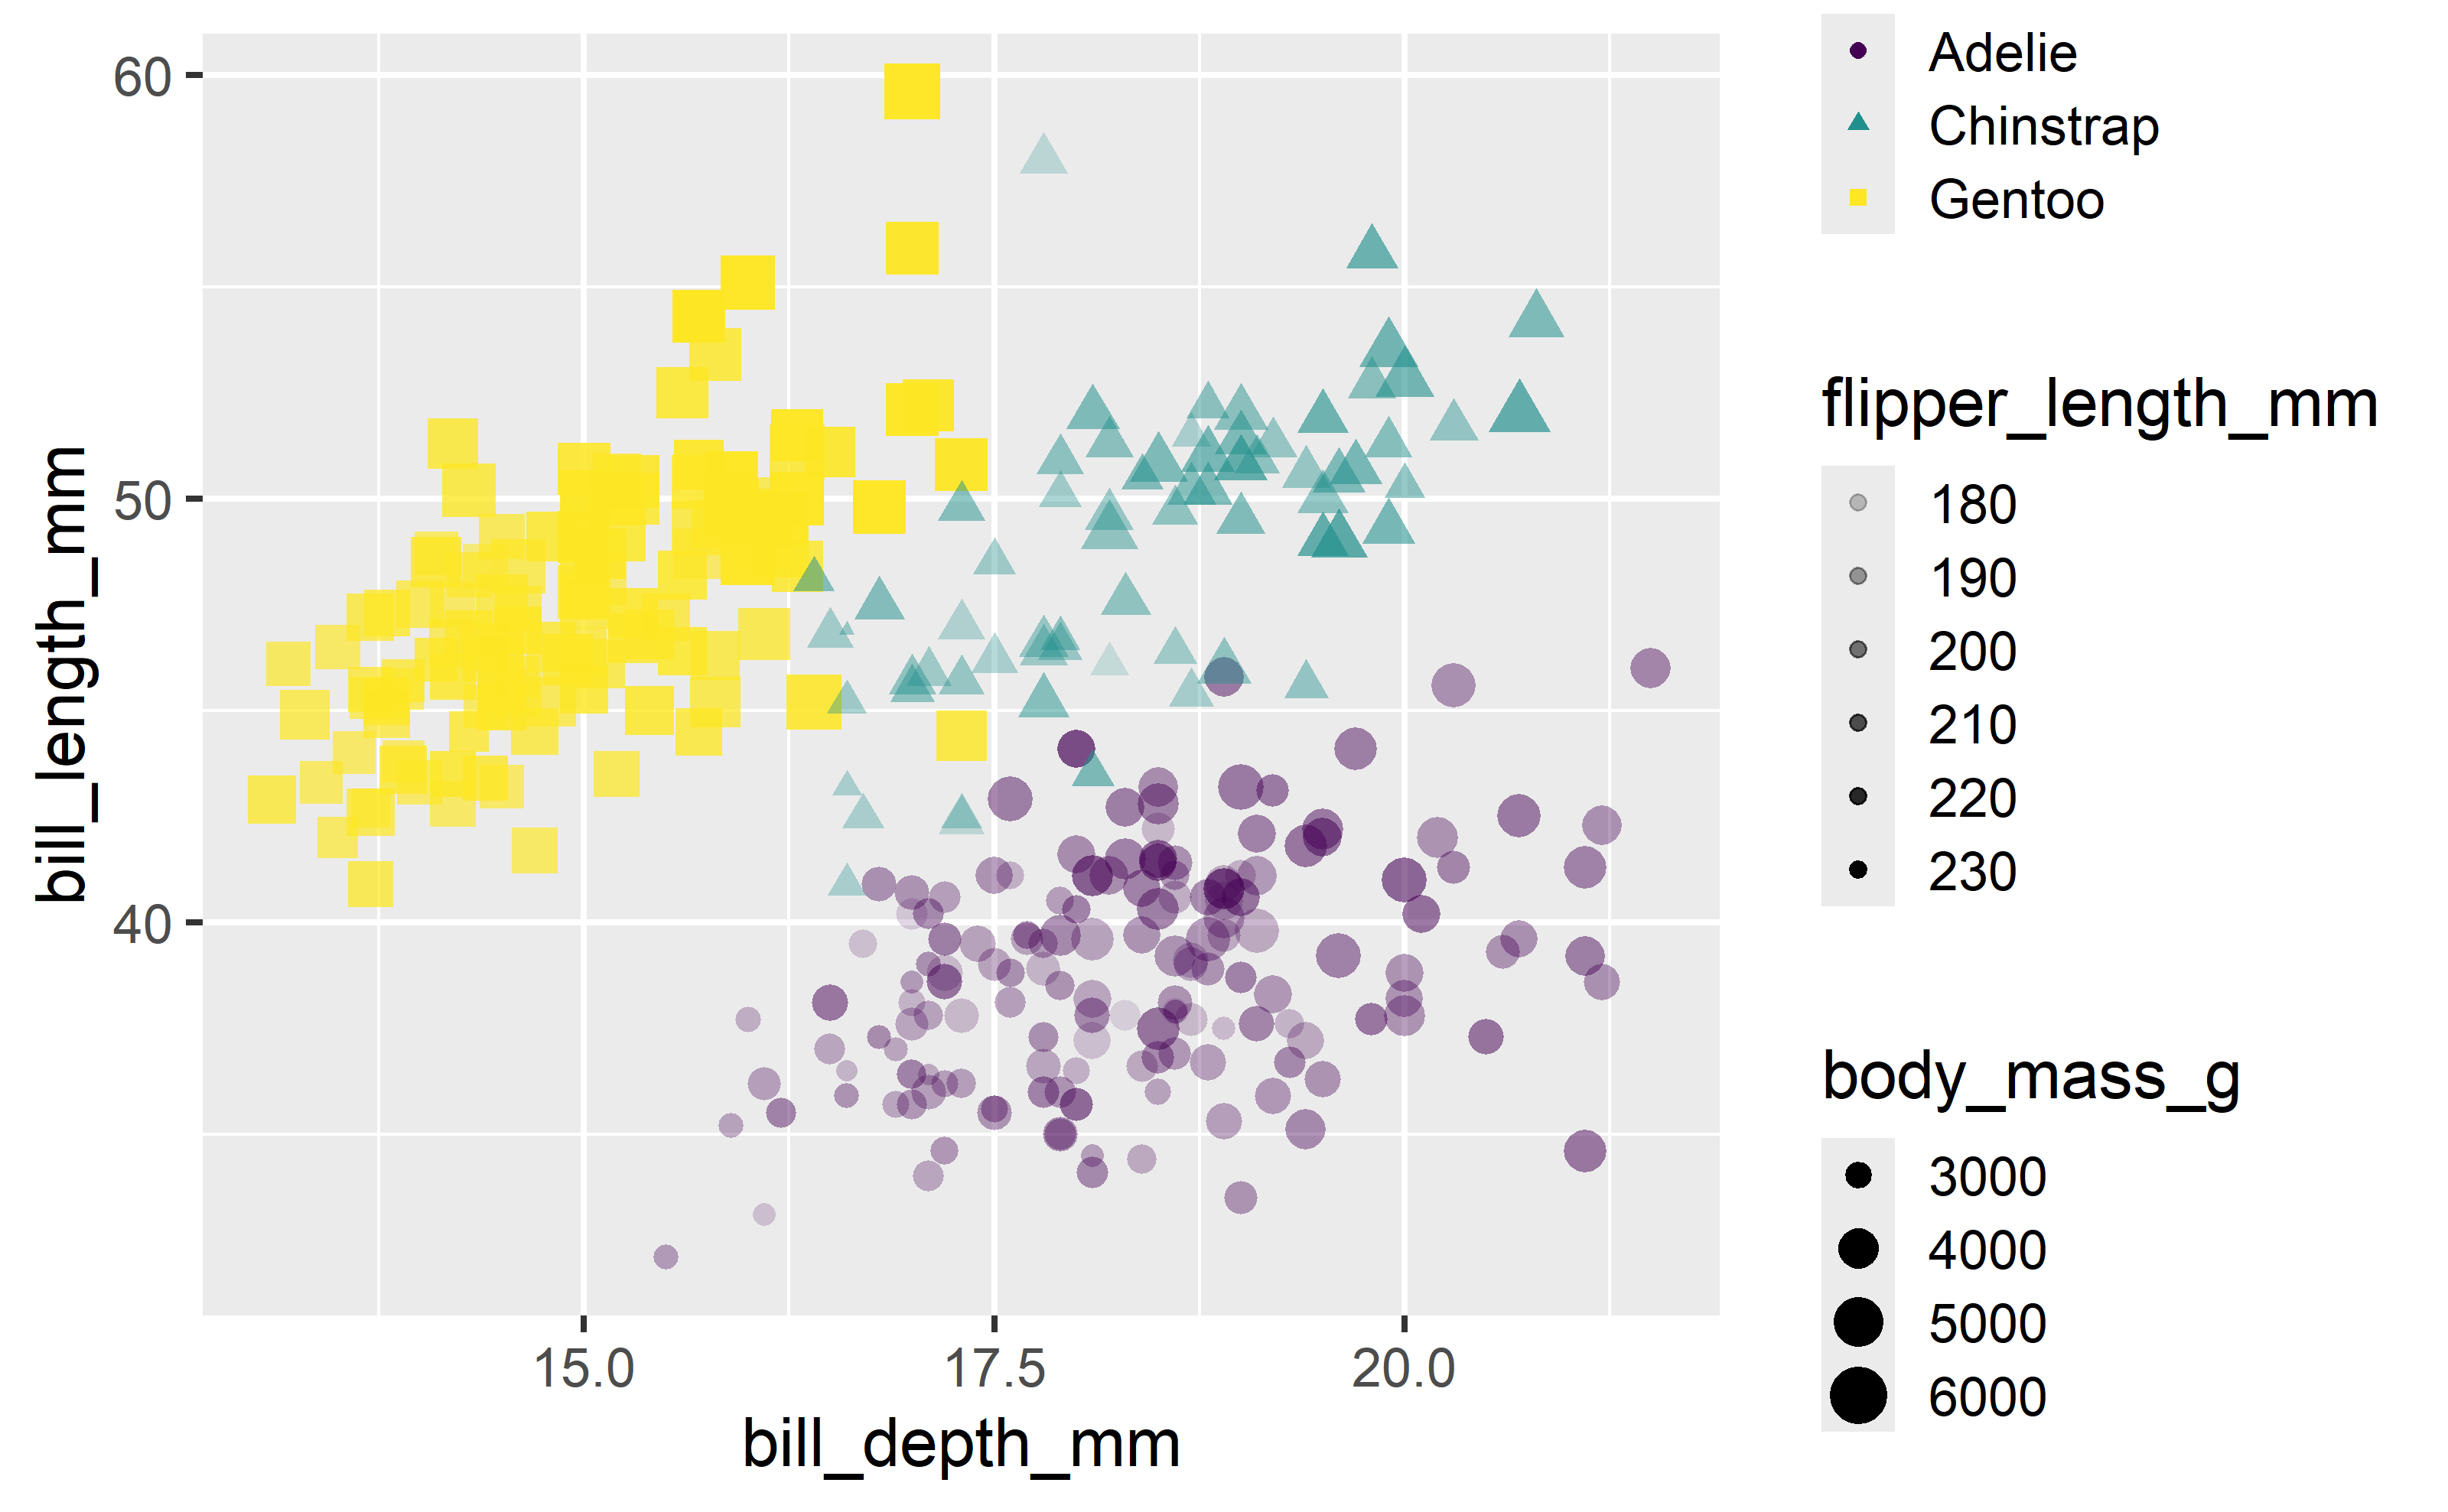 60
50
40
bill_length_mm
15.0
17.5
20.0
bill_depth_mm
Adelie
Chinstrap
Gentoo
flipper_length_mm
180
190
200
210
220
230
body_mass_g
3000
4000
5000
6000